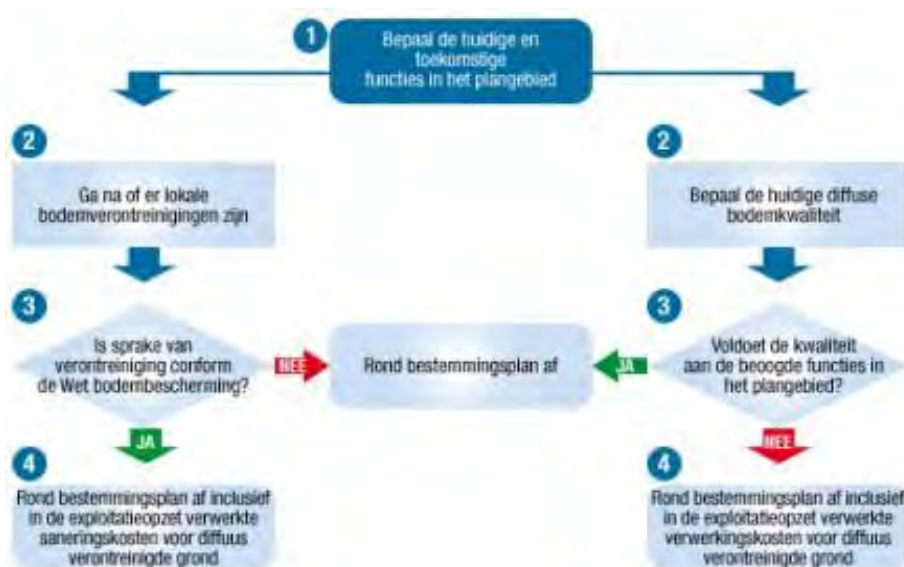 1
Bepaal de huidige en
toekomstige
functies in het plangebied
2
Ga na of er lokale
bodemverontreinigingen zijn
2
Bepaal de huidige diffuse
bodemkwaliteit
3
Is sprake van
verontreiniging conform
de Wet bodembescherming?
NEE
Rond bestemmingsplan af
JA
3
Voldoet de kwaliteit
aan de beoogde functies in
het plangebied?
JA
4
Rond bestemmingsplan af inclusief
in de exploitatieopzet verwerkte
saneringskosten voor diffuus
verontreinigde grond
NEE
4
Rond bestemmingsplan af inclusief
in de exploitatieopzet verwerkte
verwerkingskosten voor diffuus
verontreinigde grond